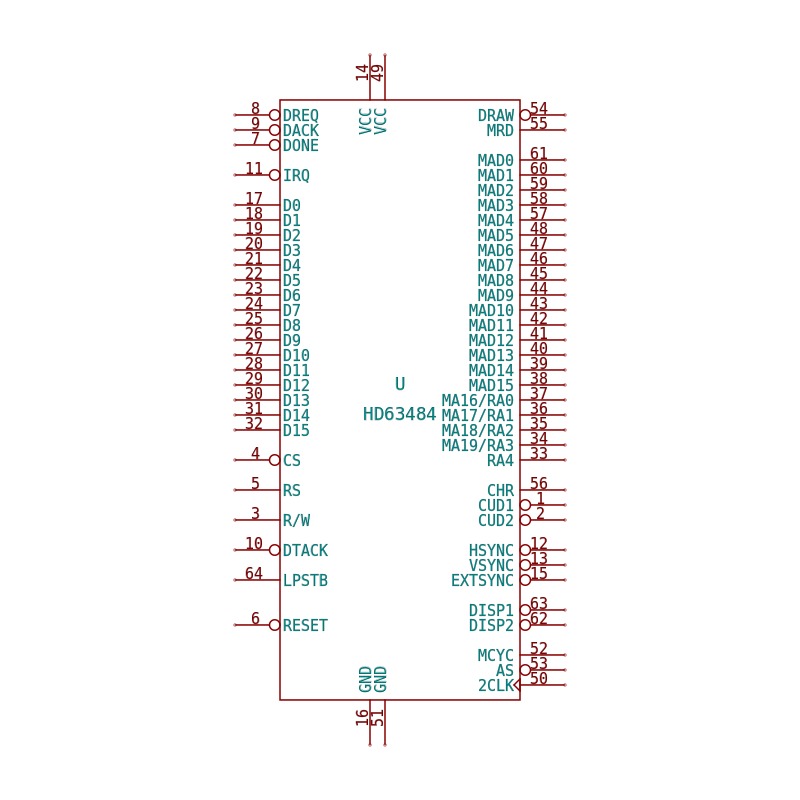 14 49
VCC VCC
8 DREQ
9 DACK
7 DONE
11 IRQ
17 D0
18 D1
19 D2
20 D3
21 D4
22 D5
23 D6
24 D7
25 D8
26 D9
27 D10
28 D11
29 D12
30 D13
31 D14
32 D15
4 CS
5 RS
3 R/W
10 DTACK
64 LPSTB
6 RESET
U
HD63484
DRAW 54
MRD 55
MAD0 61
MAD1 60
MAD2 59
MAD3 58
MAD4 57
MAD5 48
MAD6 47
MAD7 46
MAD8 45
MAD9 44
MAD10 43
MAD11 42
MAD12 41
MAD13 40
MAD14 39
MAD15 38
MA16/RA0 37
MA17/RA1 36
MA18/RA2 35
MA19/RA3 34
RA4 33
CHR 56
CUD1 1
CUD2 2
HSYNC 12
VSYNC 13
EXTSYNC 15
DISP1 63
DISP2 62
MCYC 52
AS 53
2CLK 50
GND GND
16 51